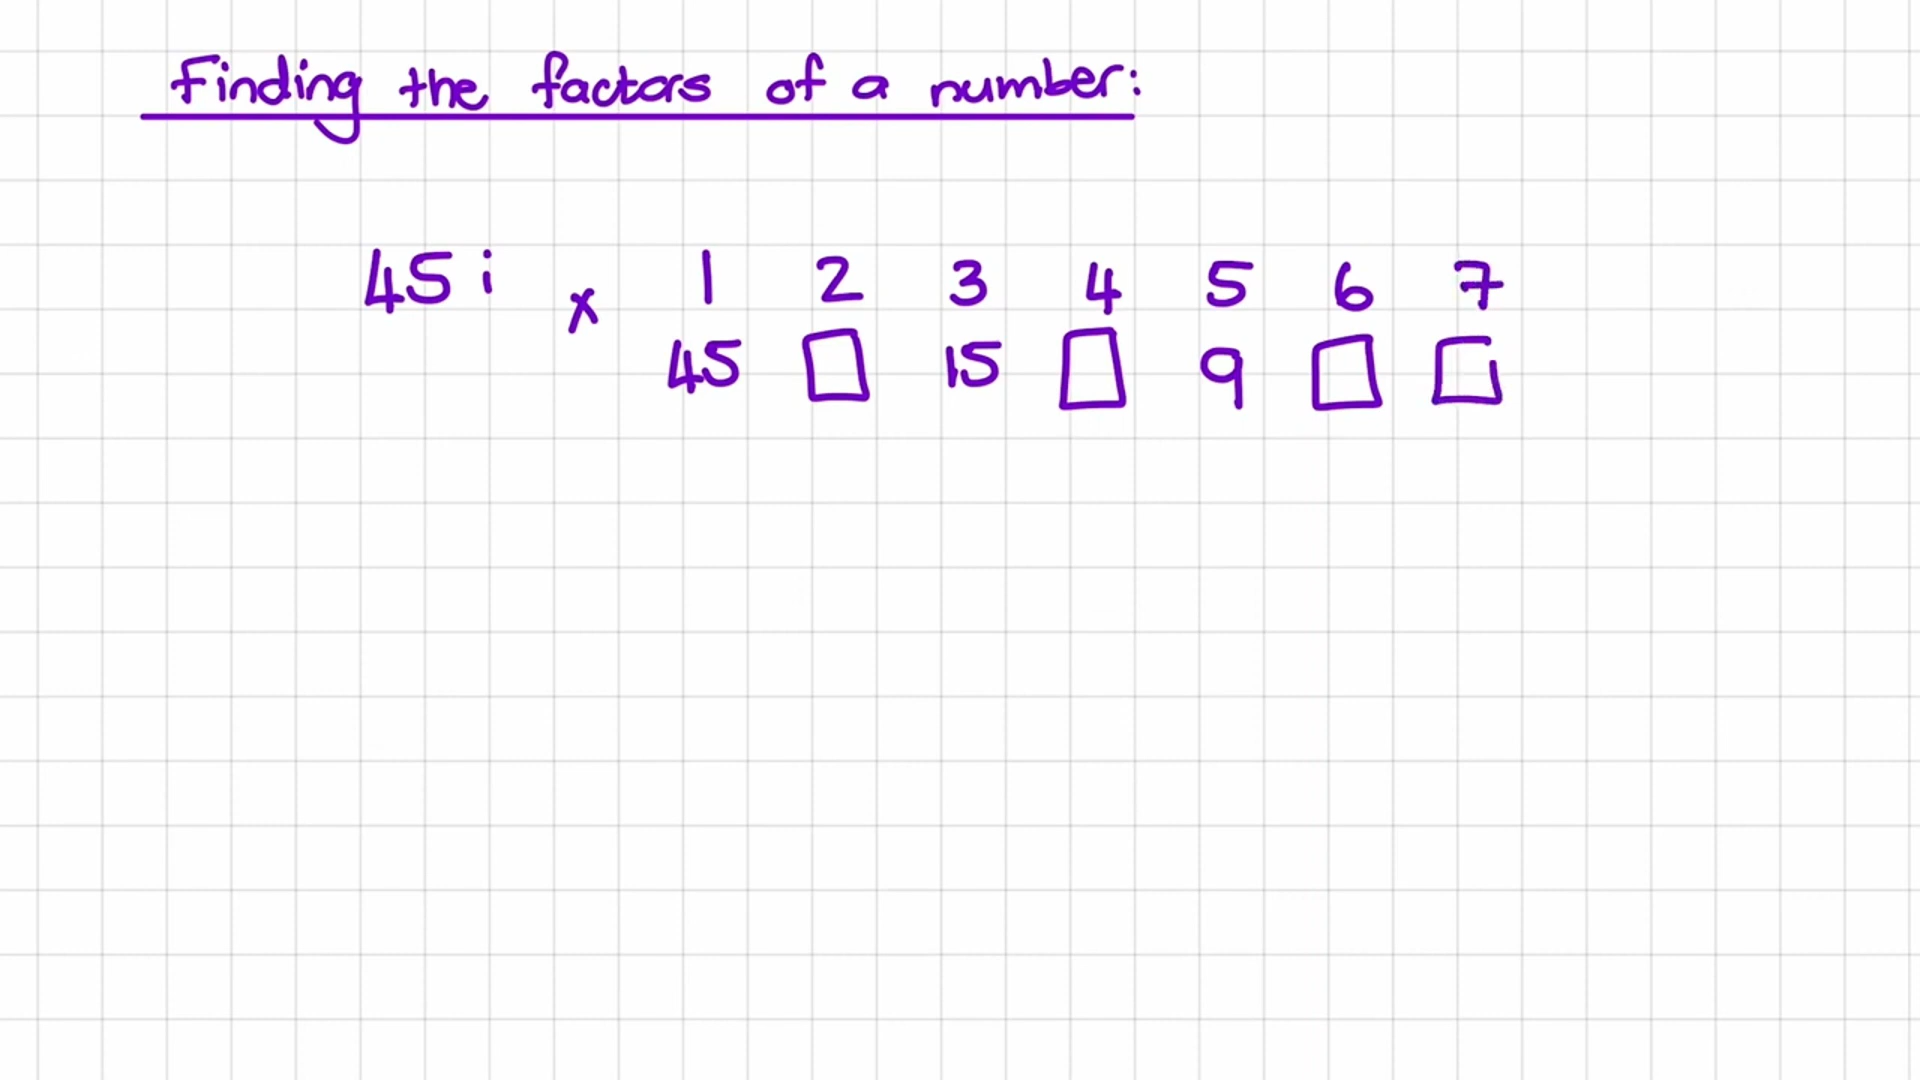 Finding the factors of a number:
45 : x 1 2 3 4 5 6 7
45 □ 15 □ 9 □ □